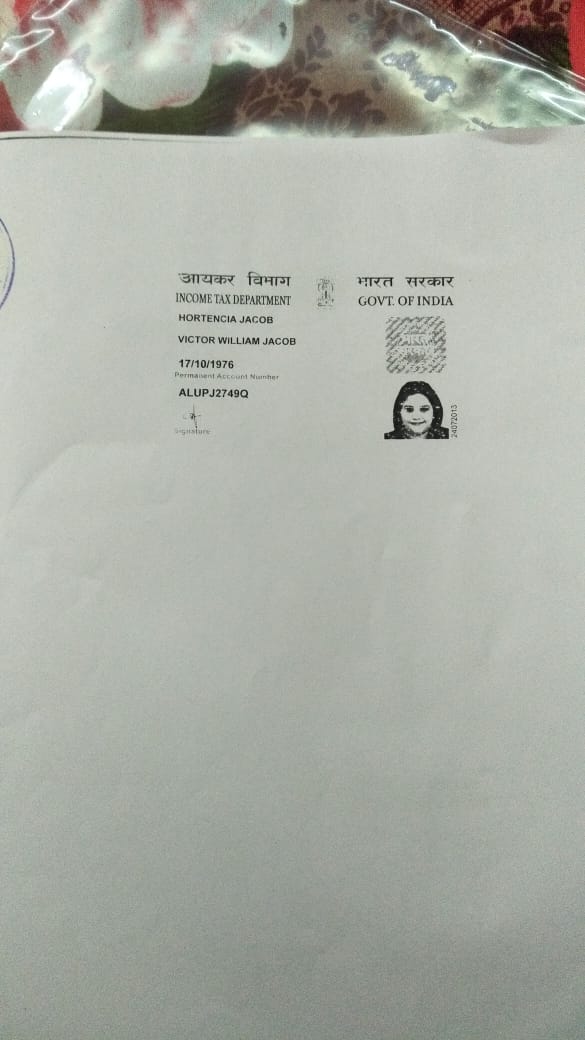 आयकर विभाग भारत सरकार
INCOME TAX DEPARTMENT GOVT. OF INDIA
HORTENCIA JACOB
VICTOR WILLIAM JACOB
17/10/1976
Permanent Account Number
ALUPJ2749Q
Signature
24072013